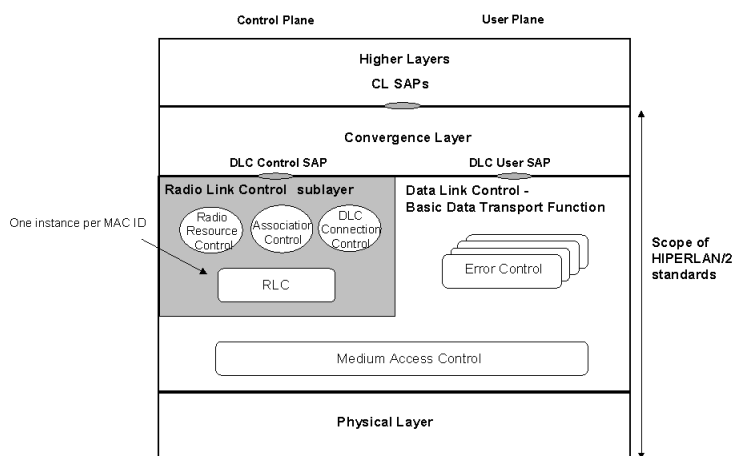 Control Plane
User Plane
Higher Layers
CL SAPs
Convergence Layer
DLC Control SAP
DLC User SAP
Radio Link Control sublayer
Data Link Control -
Basic Data Transport Function
One instance per MAC ID
Radio
Resource
Control
Association
Control
DLC
Connection
Control
RLC
Error Control
Scope of
HIPERLAN/2
standards
Medium Access Control
Physical Layer